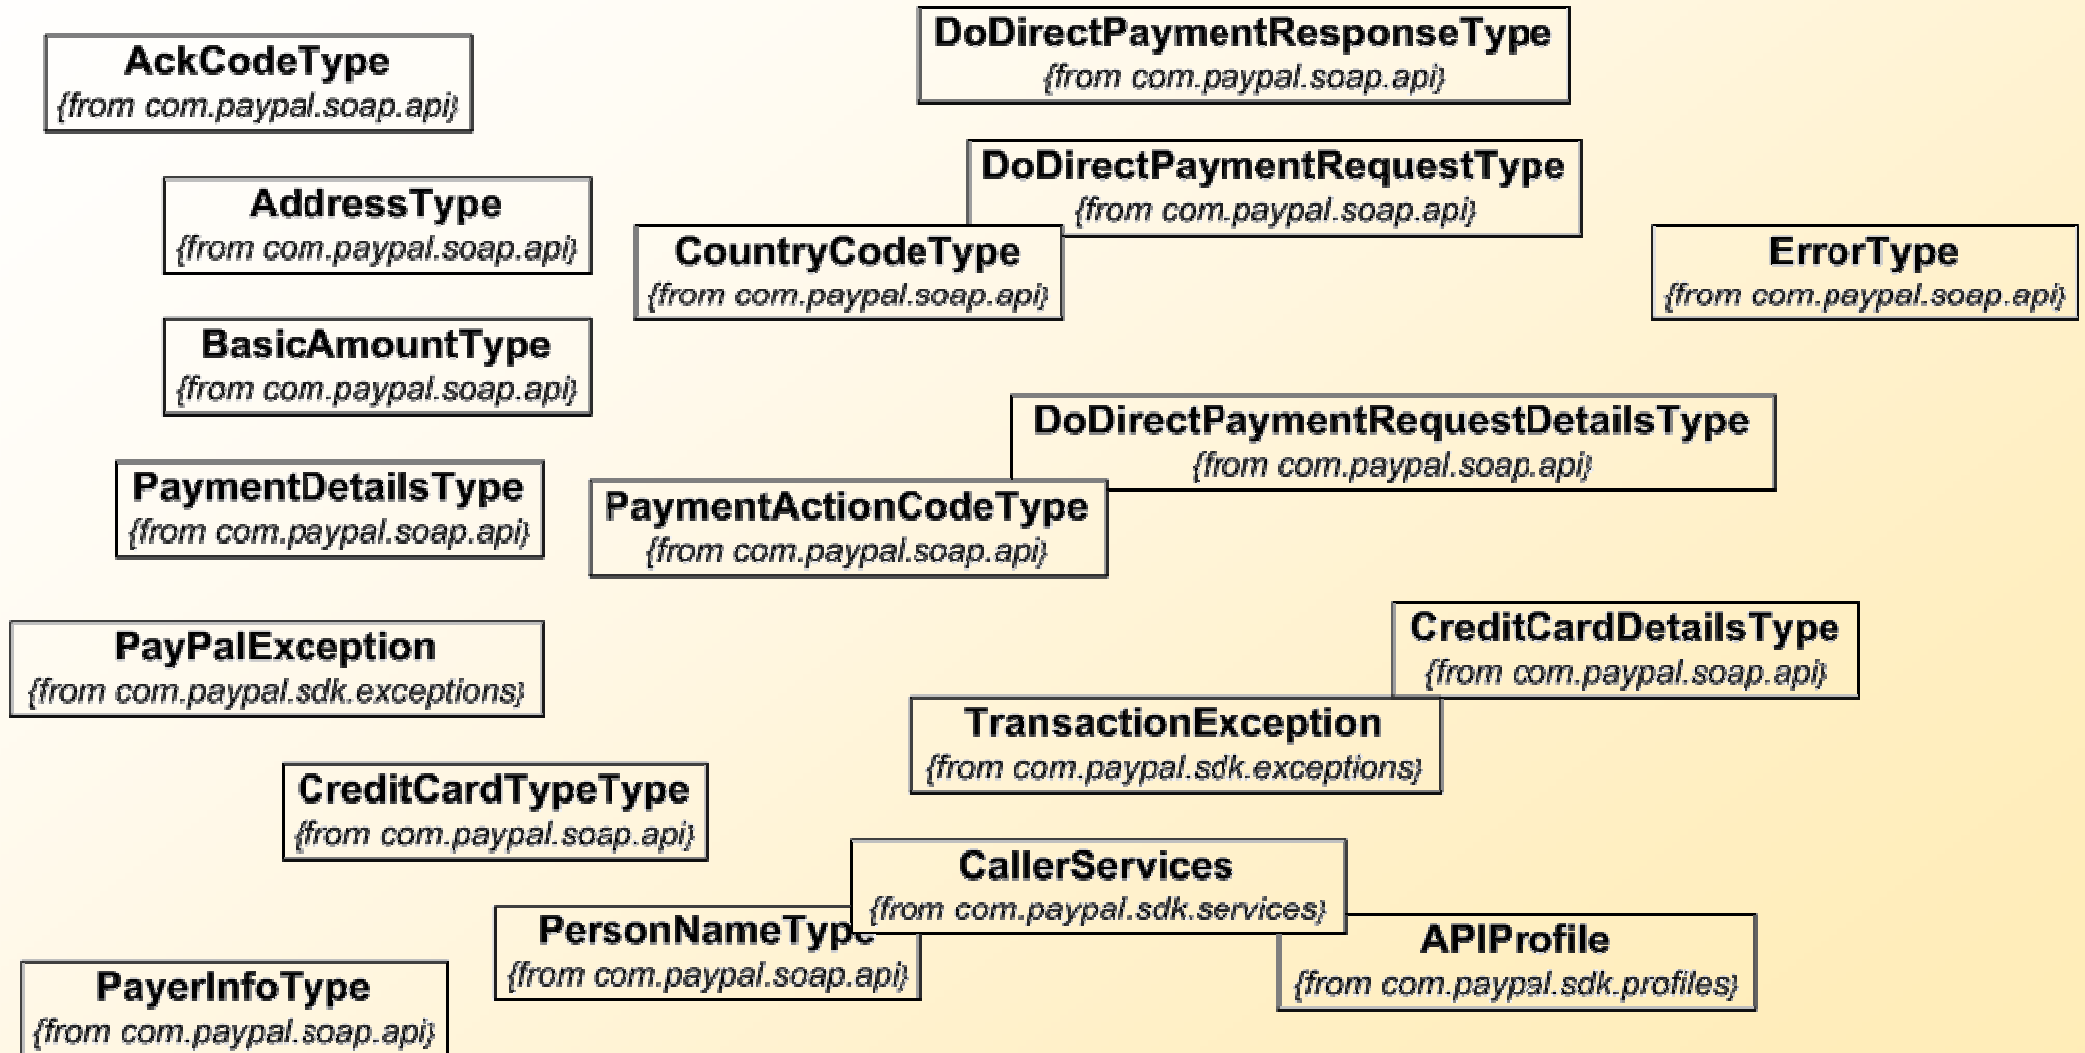 DoDirectPaymentResponseType
{from com.paypal.soap.api}
AckCodeType
{from com.paypal.soap.api}
DoDirectPaymentRequestType
{from com.paypal.soap.api}
AddressType
{from com.paypal.soap.api}
CountryCodeType
{from com.paypal.soap.api}
ErrorType
{from com.paypal.soap.api}
BasicAmountType
{from com.paypal.soap.api}
DoDirectPaymentRequestDetailsType
{from com.paypal.soap.api}
PaymentDetailsType
{from com.paypal.soap.api}
PaymentActionCodeType
{from com.paypal.soap.api}
CreditCardDetailsType
{from com.paypal.soap.api}
PayPalException
{from com.paypal.sdk.exceptions}
TransactionException
{from com.paypal.sdk.exceptions}
CreditCardTypeType
{from com.paypal.soap.api}
CallerServices
{from com.paypal.sdk.services}
PersonNameType
{from com.paypal.soap.api}
APIProfile
{from com.paypal.sdk.profiles}
PayerInfoType
{from com.paypal.soap.api}